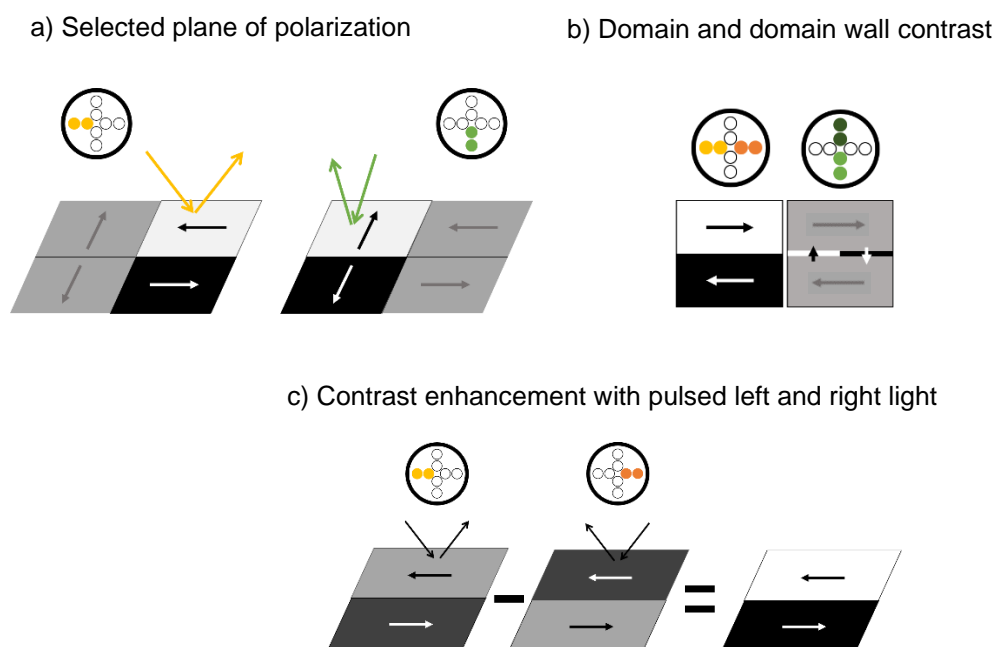 a) Selected plane of polarization
b) Domain and domain wall contrast
c) Contrast enhancement with pulsed left and right light